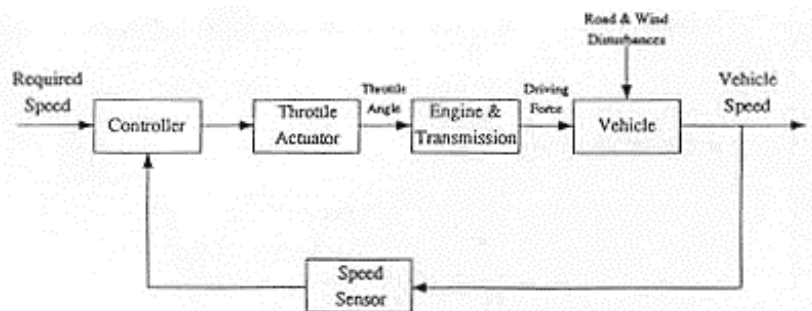 Road & Wind
Disturbances
Required
Speed
Controller
Throttle
Actuator
Throttle
Angle
Engine &
Transmission
Driving
Force
Vehicle
Vehicle
Speed
Speed
Sensor